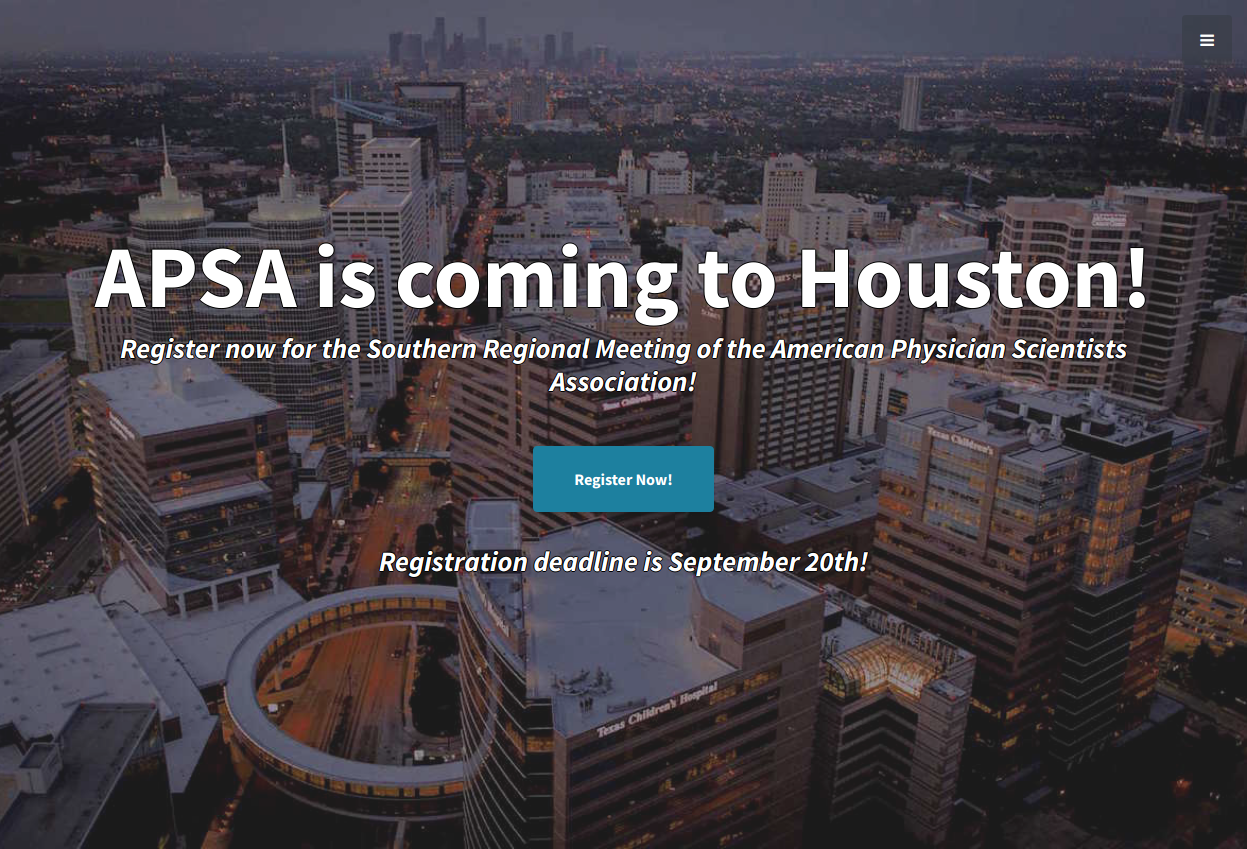 APSA is coming to Houston!
Register now for the Southern Regional Meeting of the American Physician Scientists
Association!
Texas Children's Hospital
Texas Children's
Register Now!
Registration deadline is September 20th!
Texas Children's Hospital